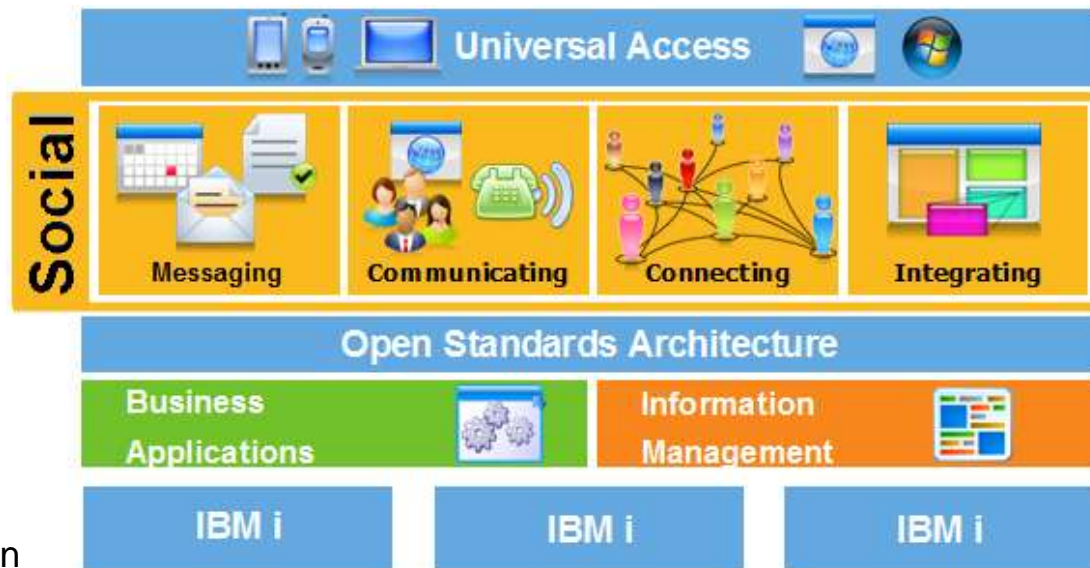 Universal Access
Social
Messaging
Communicating
Connecting
Integrating
Open Standards Architecture
Business
Applications
Information
Management
IBM i
IBM i
IBM i
n